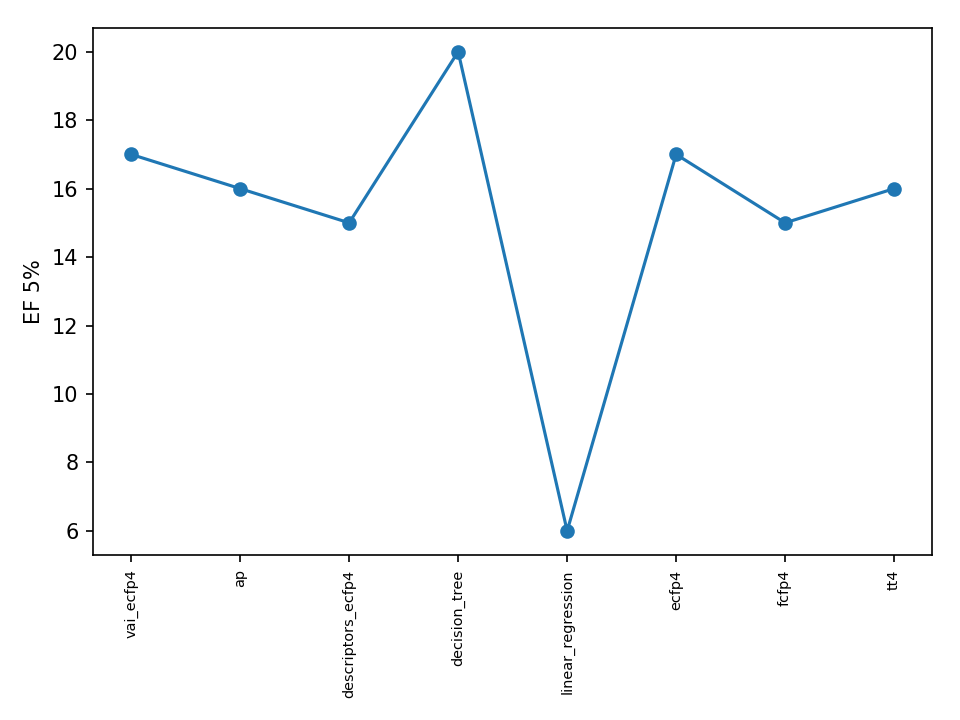 EF 5%
20
18
16
14
12
10
8
6
vai_ecfp4
ap
descriptors_ecfp4
decision_tree
linear_regression
ecfp4
fcfp4
tt4